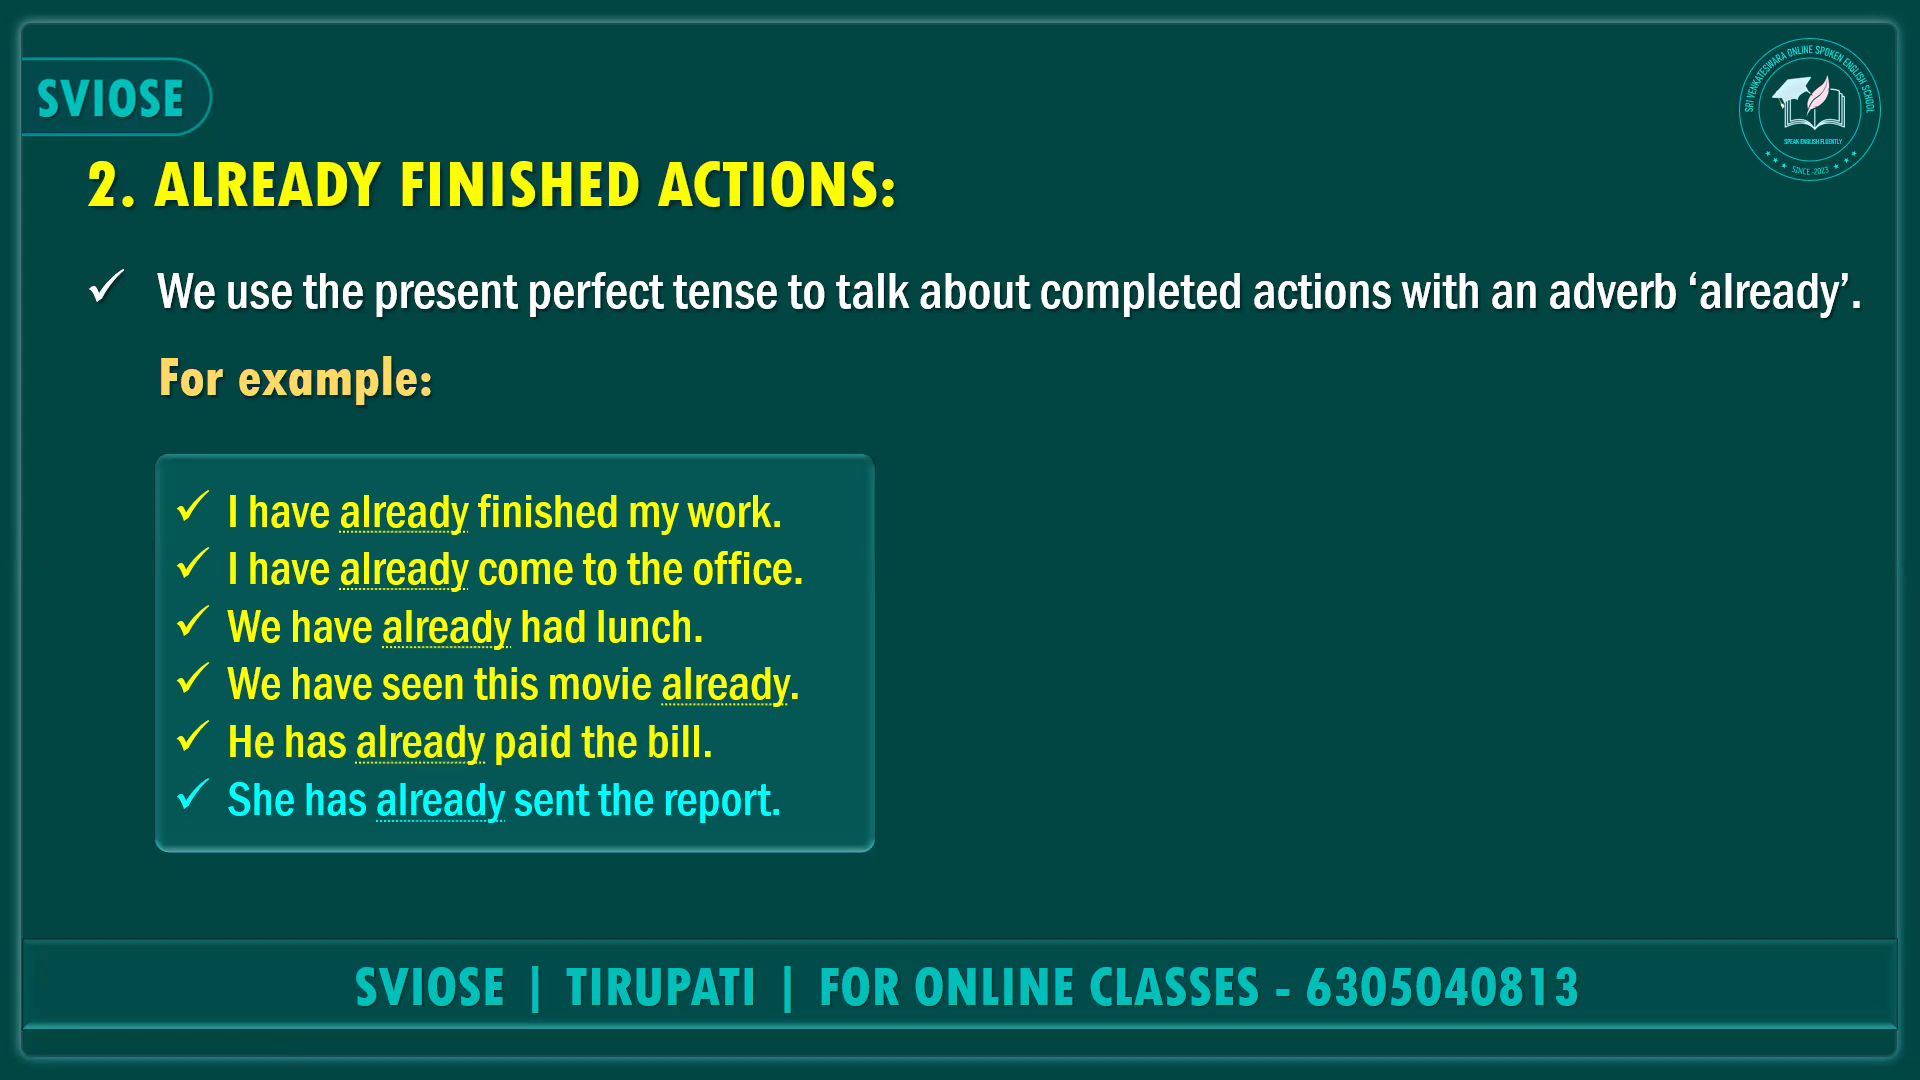 SVIOSE
SRI VENKATESWARA ONLINE SPOKEN ENGLISH SCHOOL
SPEAK ENGLISH FLUENTLY
SINCE -2023
2. ALREADY FINISHED ACTIONS:
✓ We use the present perfect tense to talk about completed actions with an adverb ‘already’.
For example:
✓ I have already finished my work.
✓ I have already come to the office.
✓ We have already had lunch.
✓ We have seen this movie already.
✓ He has already paid the bill.
✓ She has already sent the report.
SVIOSE | TIRUPATI | FOR ONLINE CLASSES - 6305040813